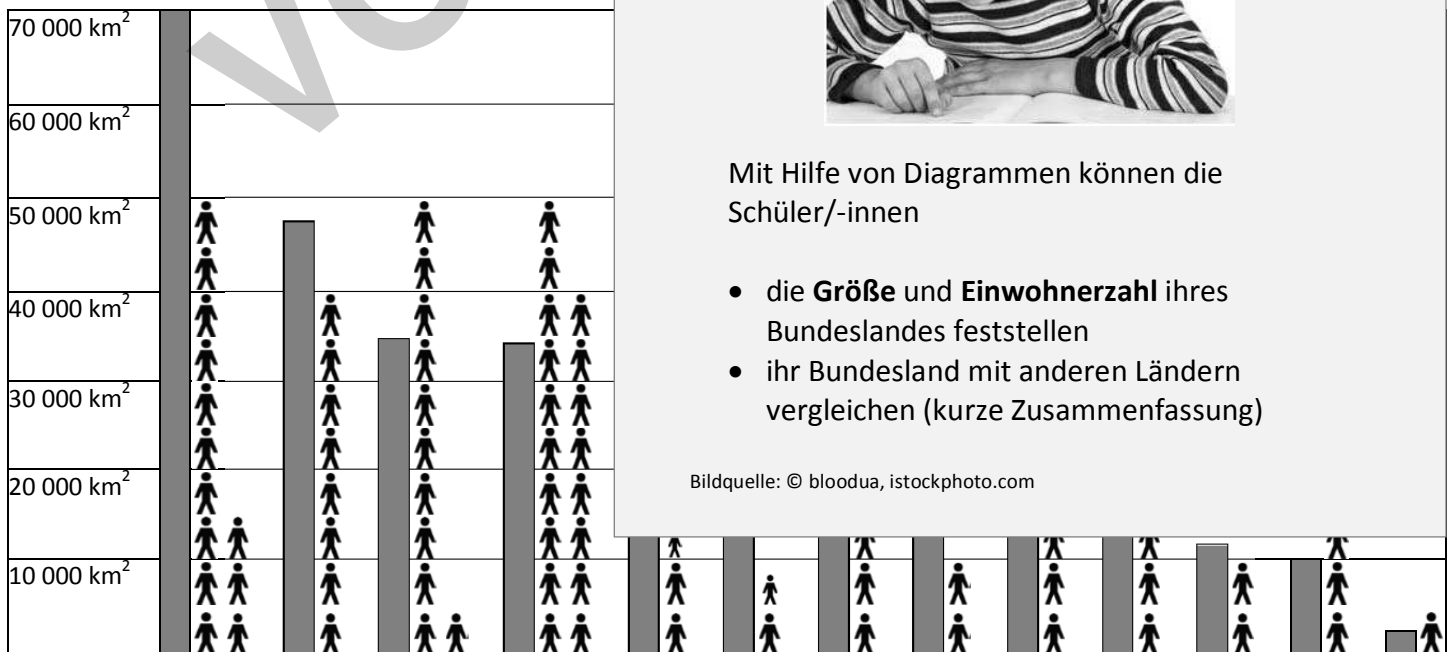 70 000 km²
60 000 km²
50 000 km²
40 000 km²
30 000 km²
20 000 km²
10 000 km²
Mit Hilfe von Diagrammen können die
Schüler/-innen
• die Größe und Einwohnerzahl ihres
Bundeslandes feststellen
• ihr Bundesland mit anderen Ländern
vergleichen (kurze Zusammenfassung)
Bildquelle: © bloodua, istockphoto.com